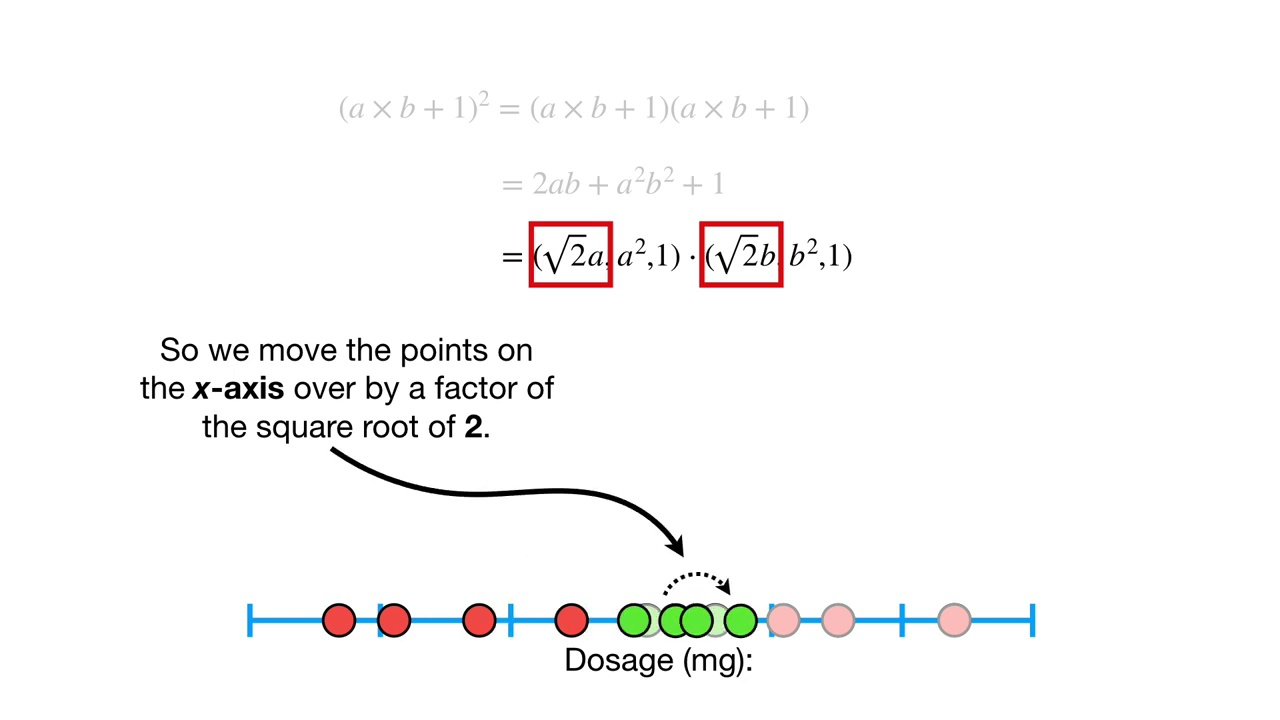 (a × b + 1)² = (a × b + 1)(a × b + 1)
= 2ab + a²b² + 1
= (√2a, a²,1) · (√2b, b²,1)
So we move the points on
the x-axis over by a factor of
the square root of 2.
Dosage (mg):